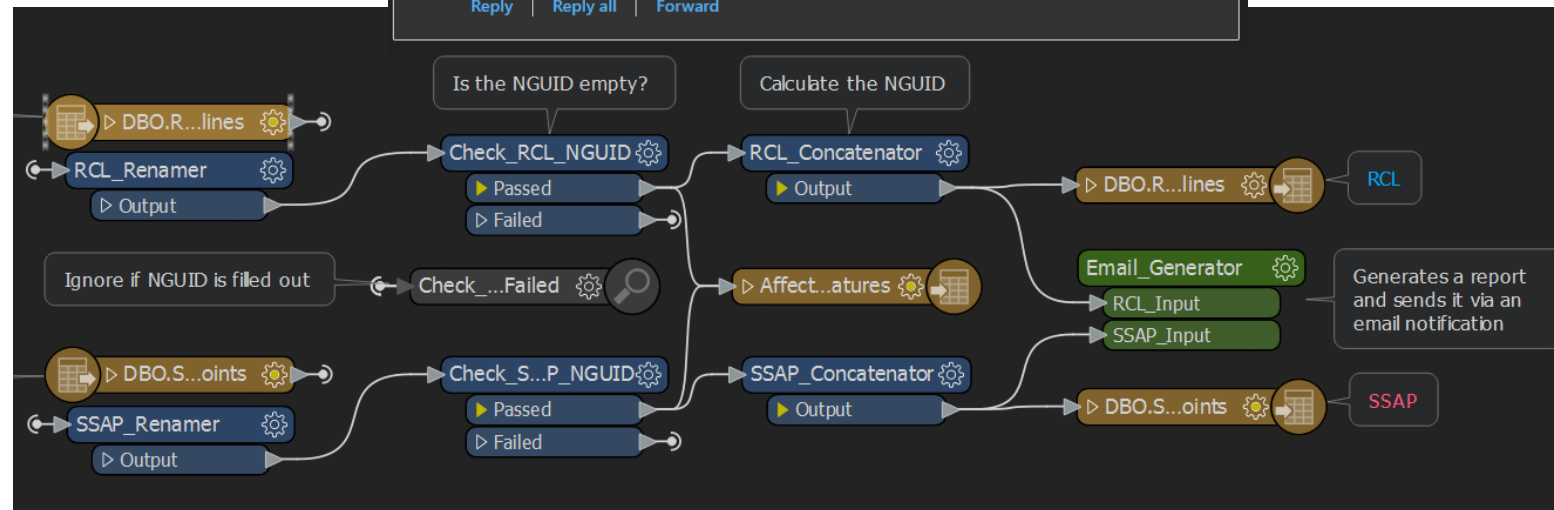 Reply | Reply all | Forward
Is the NGUID empty?
Calculate the NGUID
DBO.R...lines
RCL_Renamer
Output
Check_RCL_NGUID
Passed
Failed
RCL_Concatenator
Output
DBO.R...lines
RCL
Ignore if NGUID is filled out
Check_...Failed
Affect...atures
Email_Generator
RCL_Input
SSAP_Input
Generates a report
and sends it via an
email notification
DBO.S...oints
SSAP_Renamer
Output
Check_S...P_NGUID
Passed
Failed
SSAP_Concatenator
Output
DBO.S...oints
SSAP